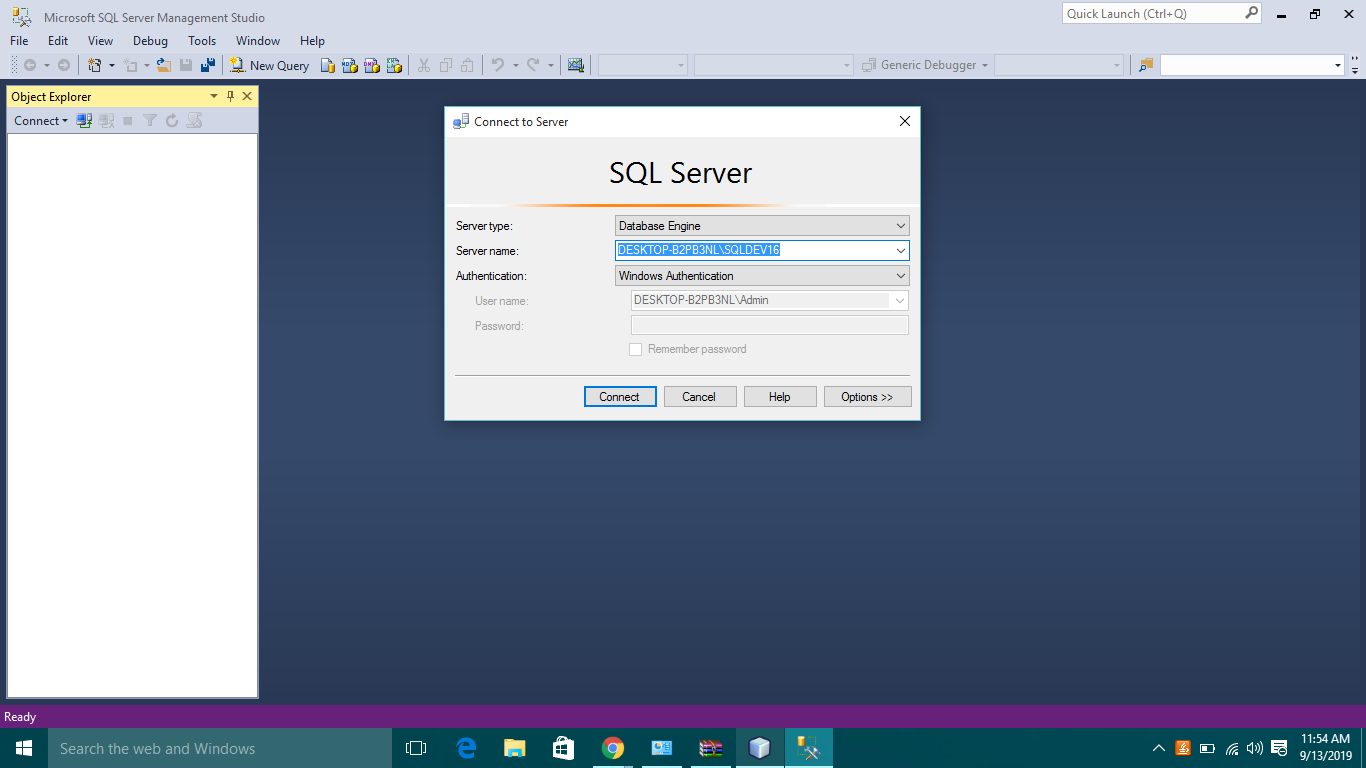 Microsoft SQL Server Management Studio
Quick Launch (Ctrl+Q)
File Edit View Debug Tools Window Help
New Query
Generic Debugger
Object Explorer
Connect
Connect to Server
SQL Server
Server type: Database Engine
Server name: DESKTOP-B2PB3NL\SQLDEV16
Authentication: Windows Authentication
User name: DESKTOP-B2PB3NL\Admin
Password:
Remember password
Connect Cancel Help Options >>
Ready
Search the web and Windows
11:54 AM
9/13/2019